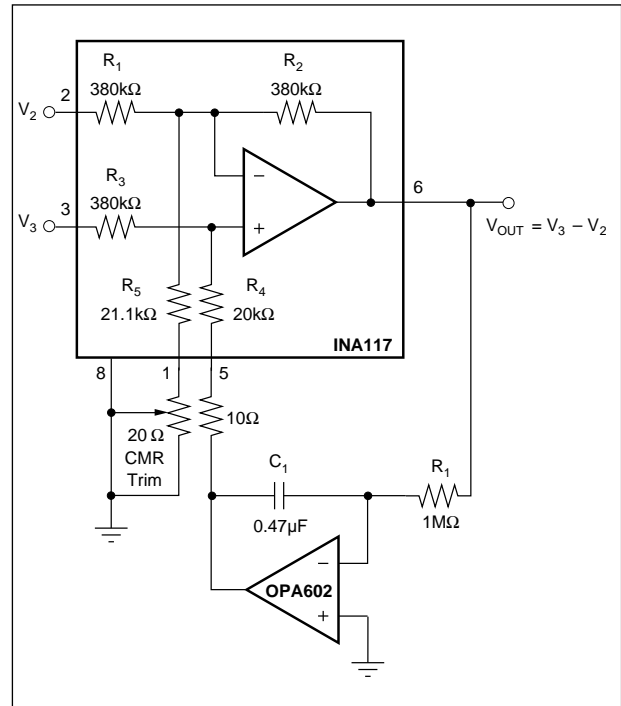 R1
380kΩ
R2
380kΩ
V2
2
R3
380kΩ
V3
3
−
+
6
VOUT = V3 – V2
R5
21.1kΩ
R4
20kΩ
INA117
8
1
5
20Ω
CMR
Trim
10Ω
C1
0.47µF
R1
1MΩ
−
OPA602
+